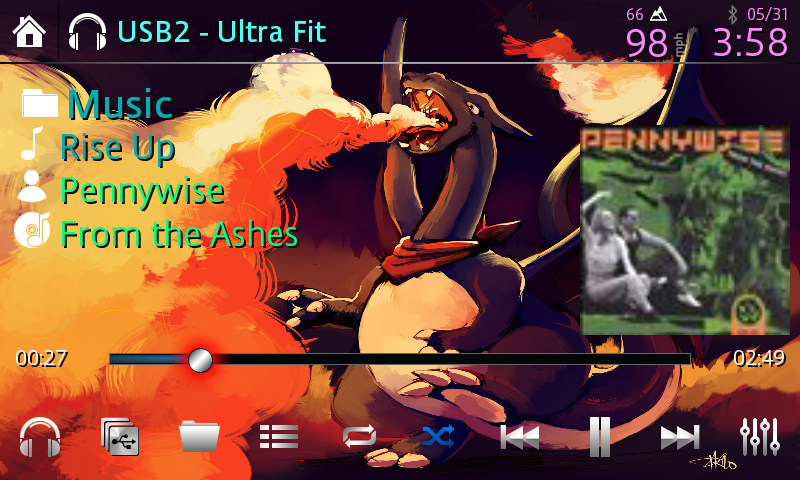 USB2 - Ultra Fit
66
05/31
98 mph
3:58
Music
Rise Up
Pennywise
From the Ashes
PENNYWISE
00:27
02:49